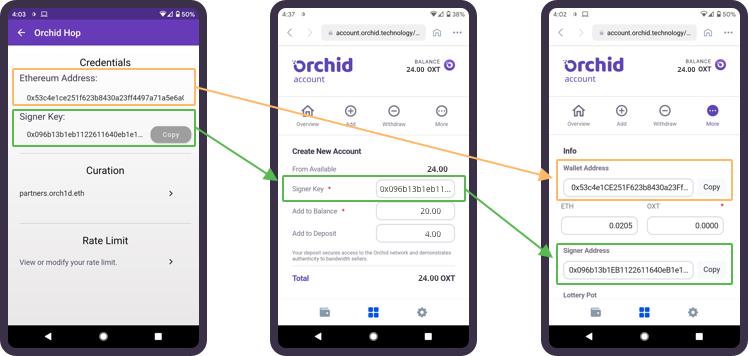 4:03
50%
Orchid Hop
Credentials
Ethereum Address:
0x53c4e1ce251f623b8430a23ff4497a71a5e6a0
Signer Key:
0x096b13b1eb1122611640eb1e1...
Copy
Curation
partners.orch1d.eth
Rate Limit
View or modify your rate limit.
4:37
38%
account.orchid.technology/...
orchid
account
BALANCE
24.00 OXT
Overview
Add
Withdraw
More
Create New Account
From Available
24.00
Signer Key *
0x096b13b1eb11...
Add to Balance *
20.00
Add to Deposit
4.00
Your deposit secures access to the Orchid network and demonstrates
authenticity to bandwidth sellers.
Total
24.00 OXT
4:02
50%
account.orchid.technology/...
orchid
account
BALANCE
24.00 OXT
Overview
Add
Withdraw
More
Info
Wallet Address
0x53c4e1CE251F623b8430a23Ff...
Copy
ETH
OXT
*
0.0205
0.0000
Signer Address
0x096b13b1EB1122611640eB1e1...
Copy
Lottery Pot